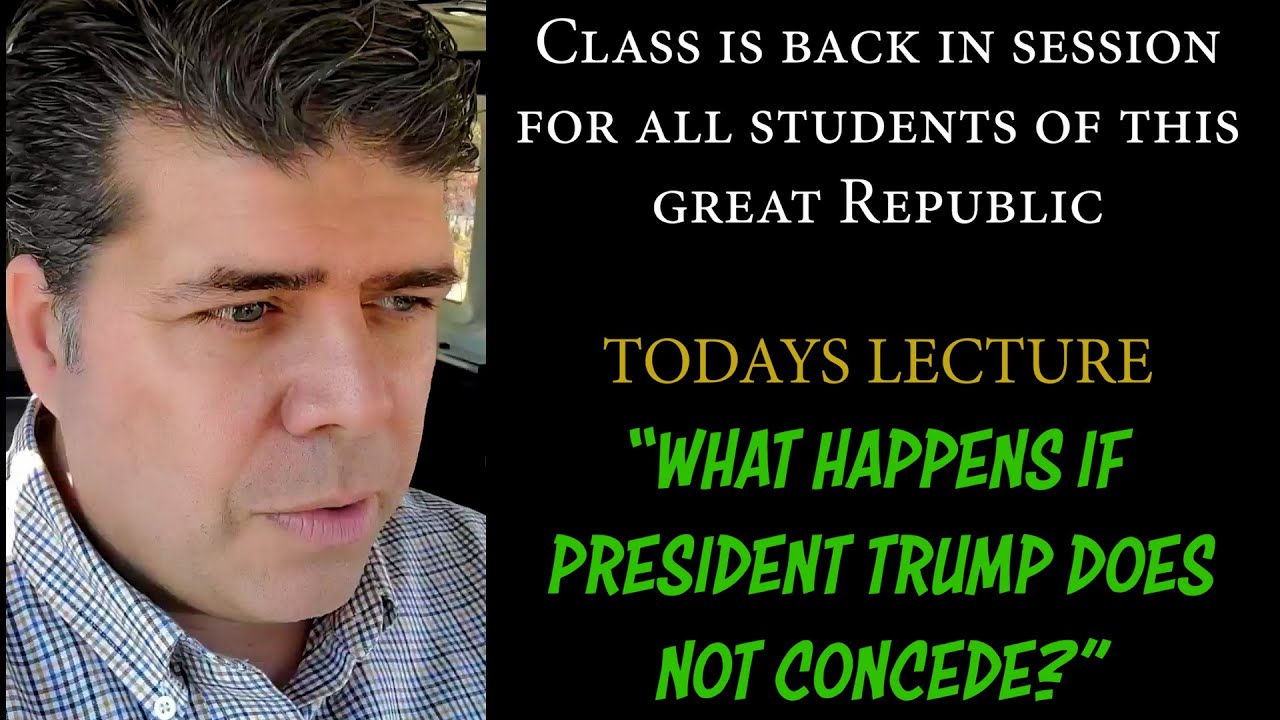 Class is back in session
for all students of this
great Republic
TODAYS LECTURE
“WHAT HAPPENS IF
PRESIDENT TRUMP DOES
NOT CONCEDE?”